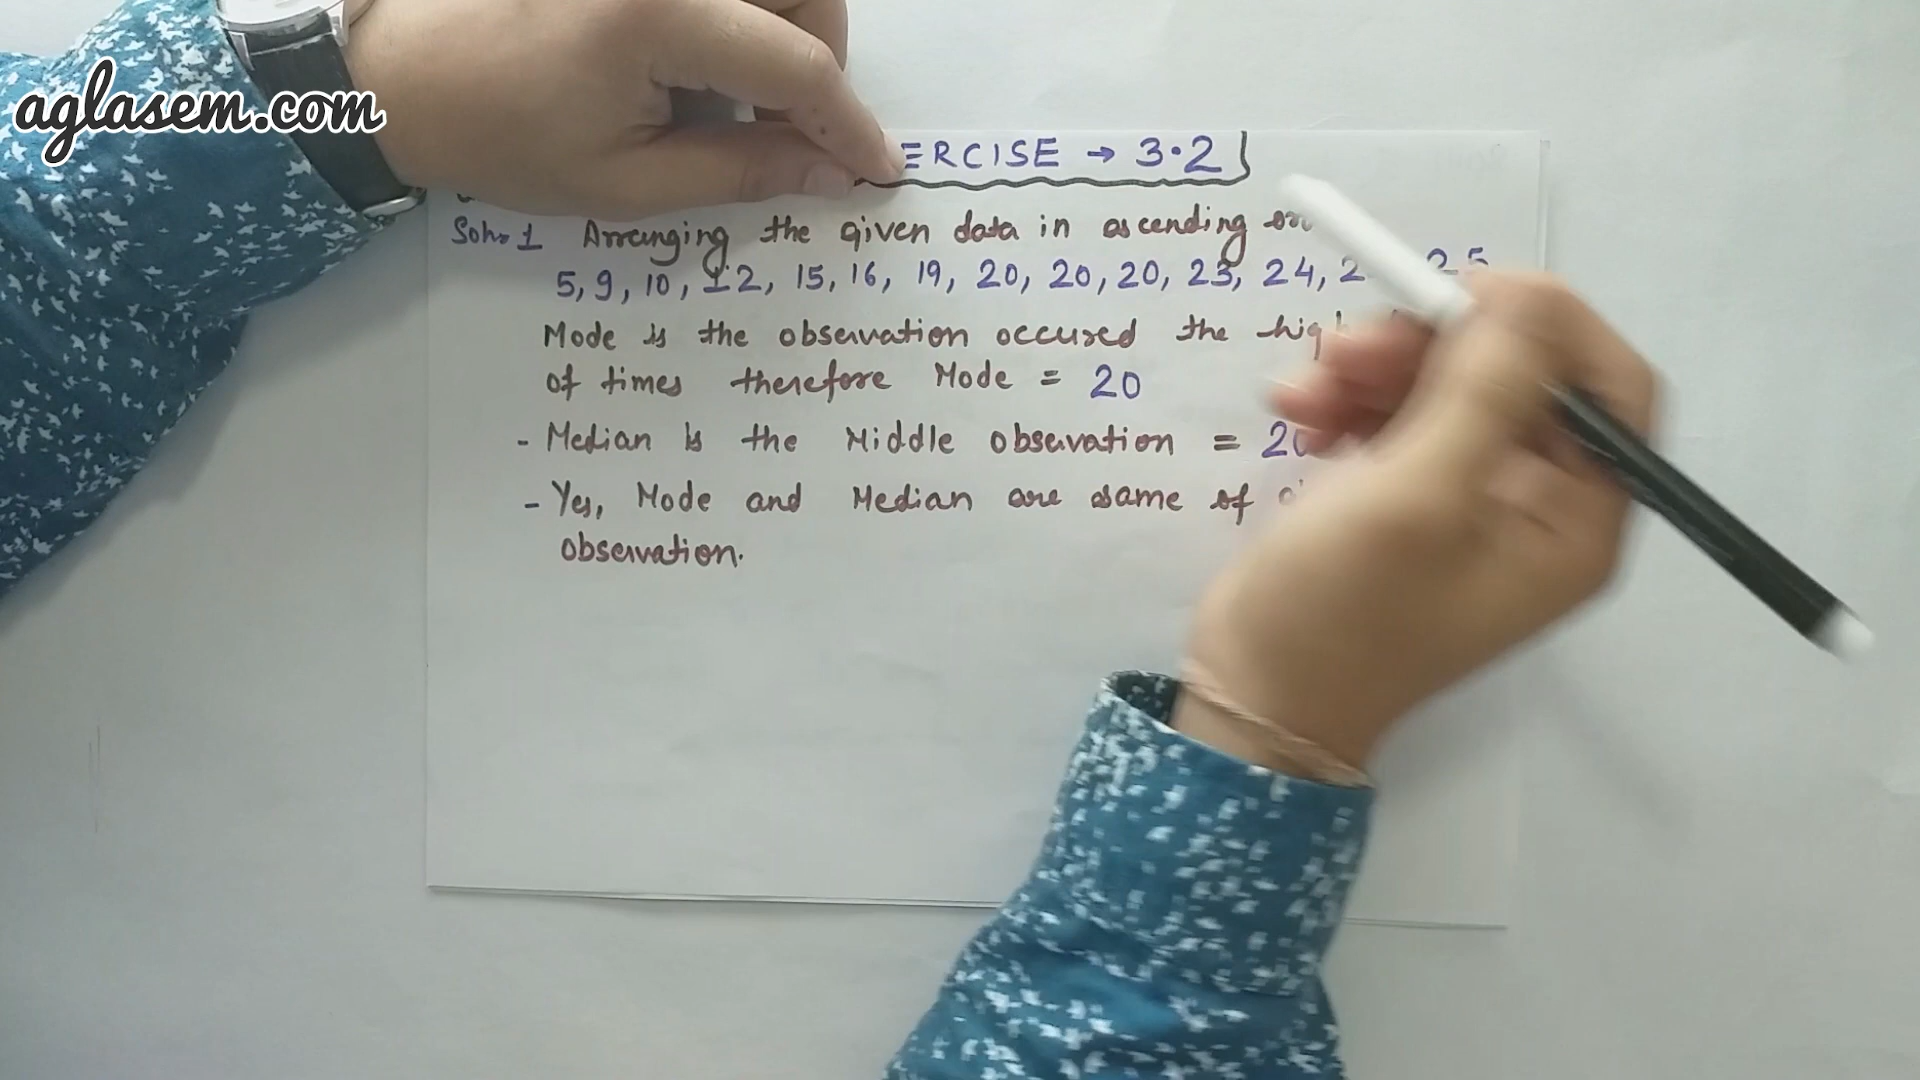 aglasem.com
ERCISE → 3.2
Soln 1 Arranging the given data in ascending
5, 9, 10, 12, 15, 16, 19, 20, 20, 20, 23, 24, 25
Mode is the observation occured the
of times therefore Mode = 20
- Median is the Middle observation = 20
- Yes, Mode and Median are same of
observation.